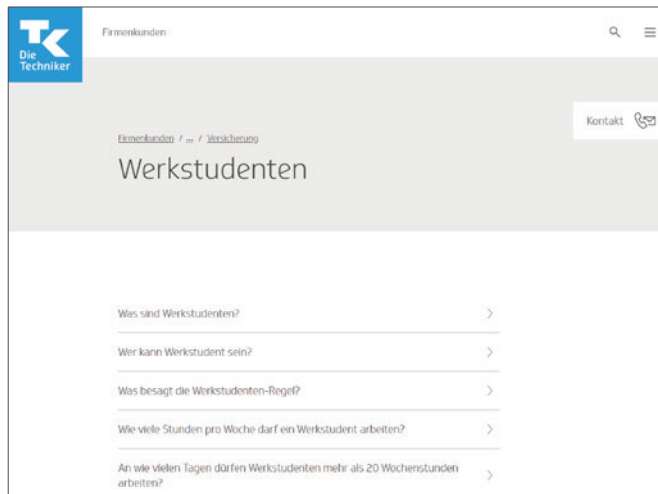 TK
Die
Techniker
Firmenkunden
Kontakt
Firmenkunden / ... / Versicherung
Werkstudenten
Was sind Werkstudenten?
Wer kann Werkstudent sein?
Was besagt die Werkstudenten-Regel?
Wie viele Stunden pro Woche darf ein Werkstudent arbeiten?
An wie vielen Tagen dürfen Werkstudenten mehr als 20 Wochenstunden
arbeiten?